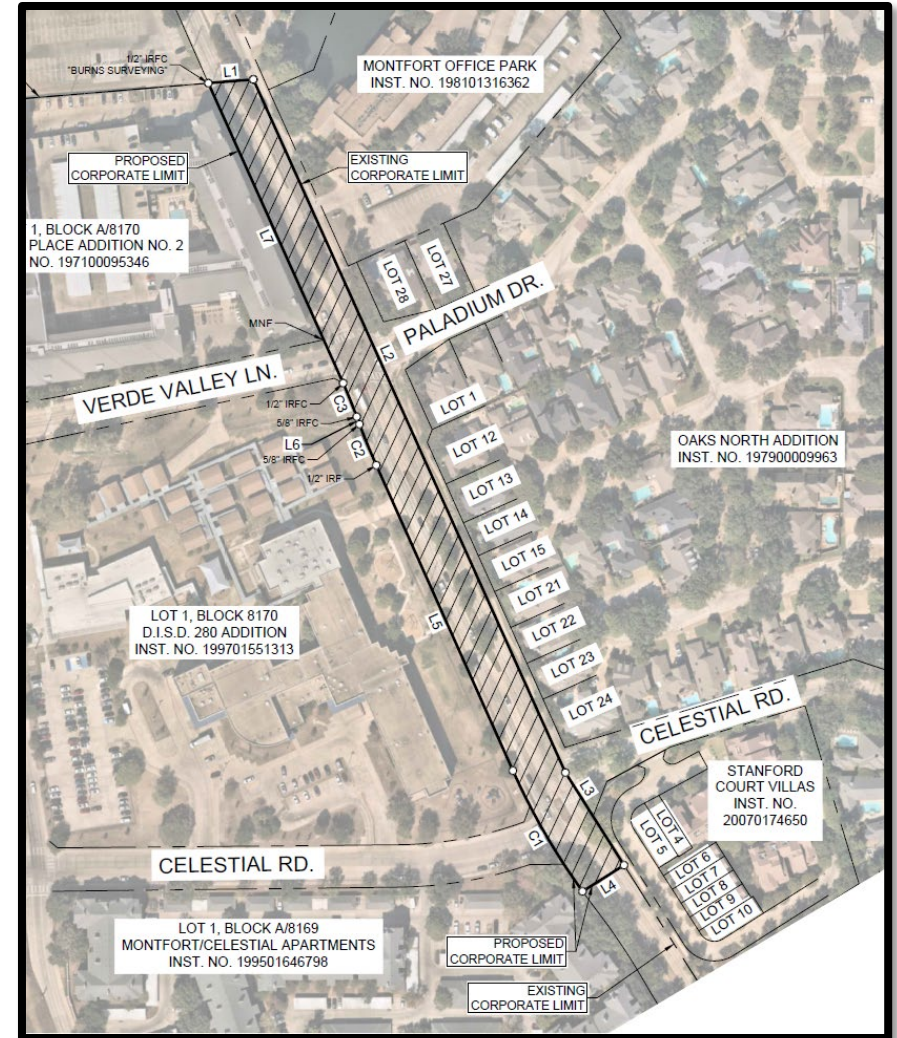 1/2" IRFC
"BURNS SURVEYING"
L1
MONTFORT OFFICE PARK
INST. NO. 198101316362
PROPOSED
CORPORATE LIMIT
EXISTING
CORPORATE LIMIT
1, BLOCK A/8170
PLACE ADDITION NO. 2
NO. 197100095346
L7
LOT 28
LOT 27
PALADIUM DR.
MNF
L2
VERDE VALLEY LN.
1/2" IRFC
C3
5/8" IRFC
L6
C2
5/8" IRFC
1/2" IRF
LOT 1
LOT 12
OAKS NORTH ADDITION
INST. NO. 197900009963
LOT 13
LOT 14
LOT 15
LOT 21
LOT 22
LOT 23
LOT 24
LOT 1, BLOCK 8170
D.I.S.D. 280 ADDITION
INST. NO. 199701551313
L5
CELESTIAL RD.
L3
STANFORD
COURT VILLAS
INST. NO.
20070174650
LOT 4
LOT 5
LOT 6
LOT 7
LOT 8
LOT 9
LOT 10
C1
L4
CELESTIAL RD.
LOT 1, BLOCK A/8169
MONTFORT/CELESTIAL APARTMENTS
INST. NO. 199501646798
PROPOSED
CORPORATE LIMIT
EXISTING
CORPORATE LIMIT